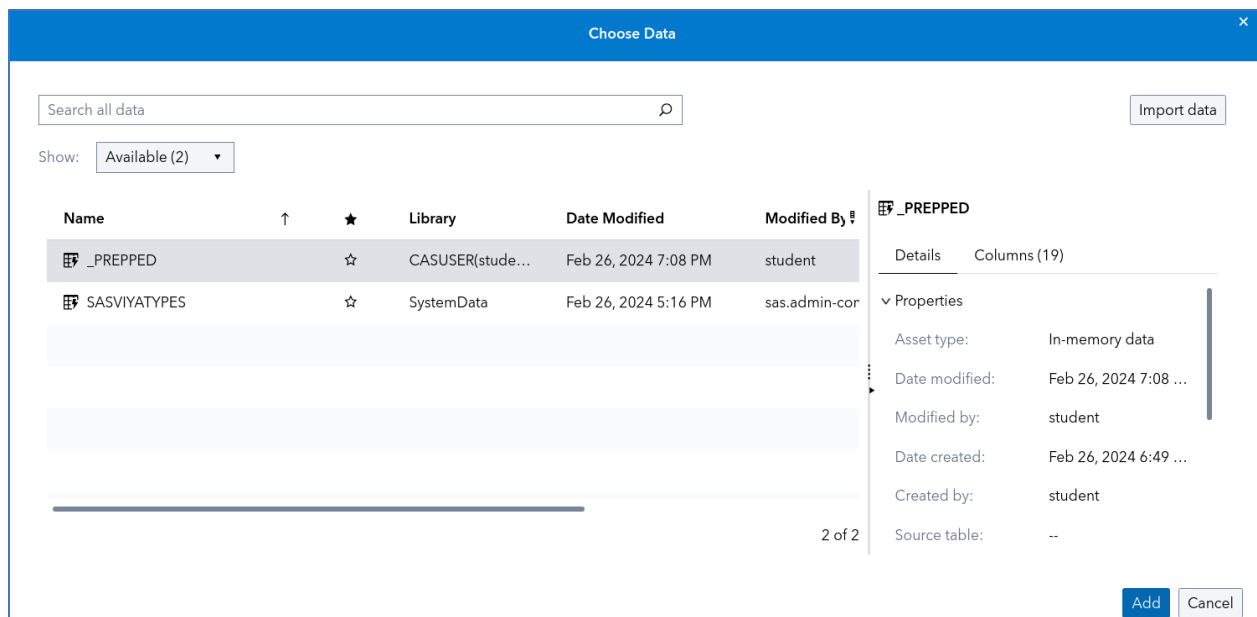 Choose Data
Search all data
Import data
Show: Available (2)
Name Library Date Modified Modified By
_PREPPED CASUSER(stude... Feb 26, 2024 7:08 PM student
SASVIYATYPES SystemData Feb 26, 2024 5:16 PM sas.admin-cor
2 of 2
_PREPPED
Details Columns (19)
Properties
Asset type: In-memory data
Date modified: Feb 26, 2024 7:08 ...
Modified by: student
Date created: Feb 26, 2024 6:49 ...
Created by: student
Source table: --
Add Cancel